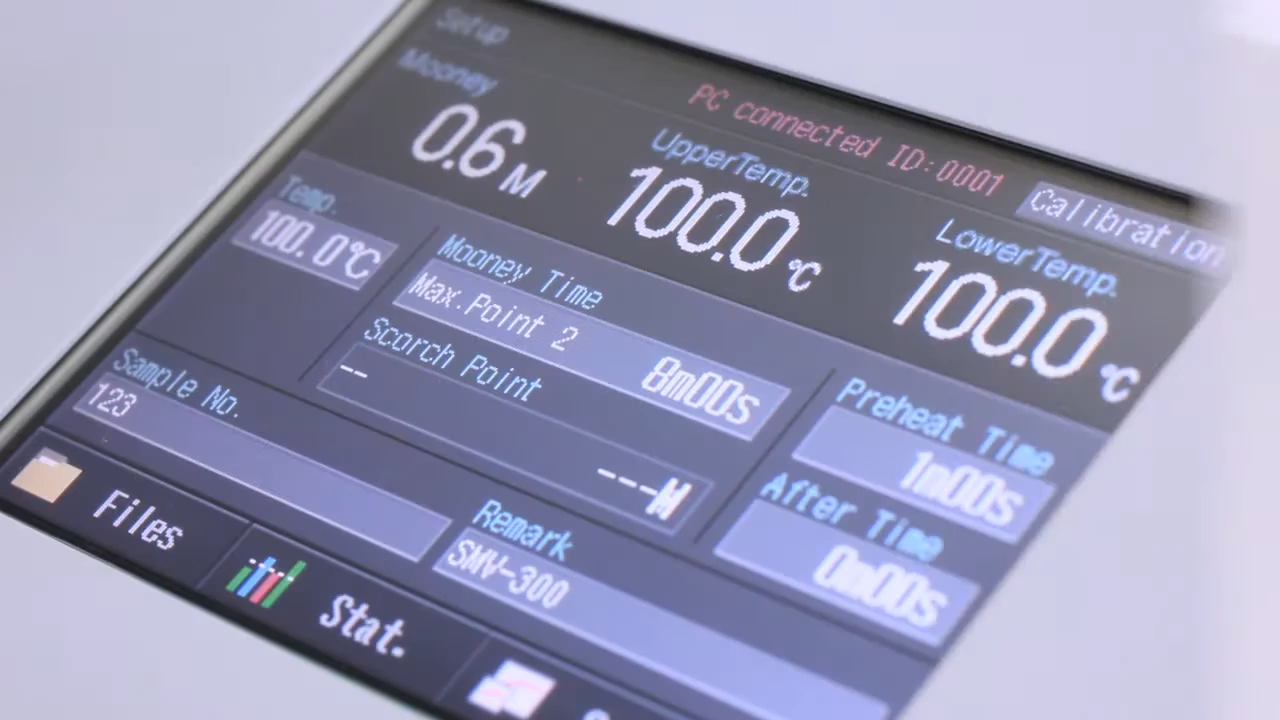 Setup
PC connected ID:0001
Calibration
Mooney
0.6 M
UpperTemp.
100.0 ℃
LowerTemp.
100.0 ℃
Temp.
100.0℃
Mooney Time
Max.Point 2
8m00s
Scorch Point
--
---M
Preheat Time
1m00s
After Time
0m00s
Sample No.
123
Remark
SMV-300
Files
Stat.